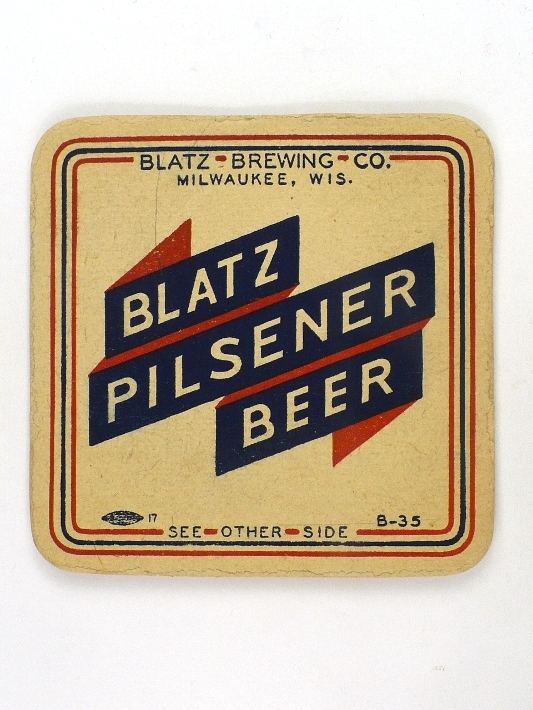 BLATZ-BREWING-CO.
MILWAUKEE, WIS.
BLATZ
PILSENER
BEER
17
B-35
SEE-OTHER-SIDE